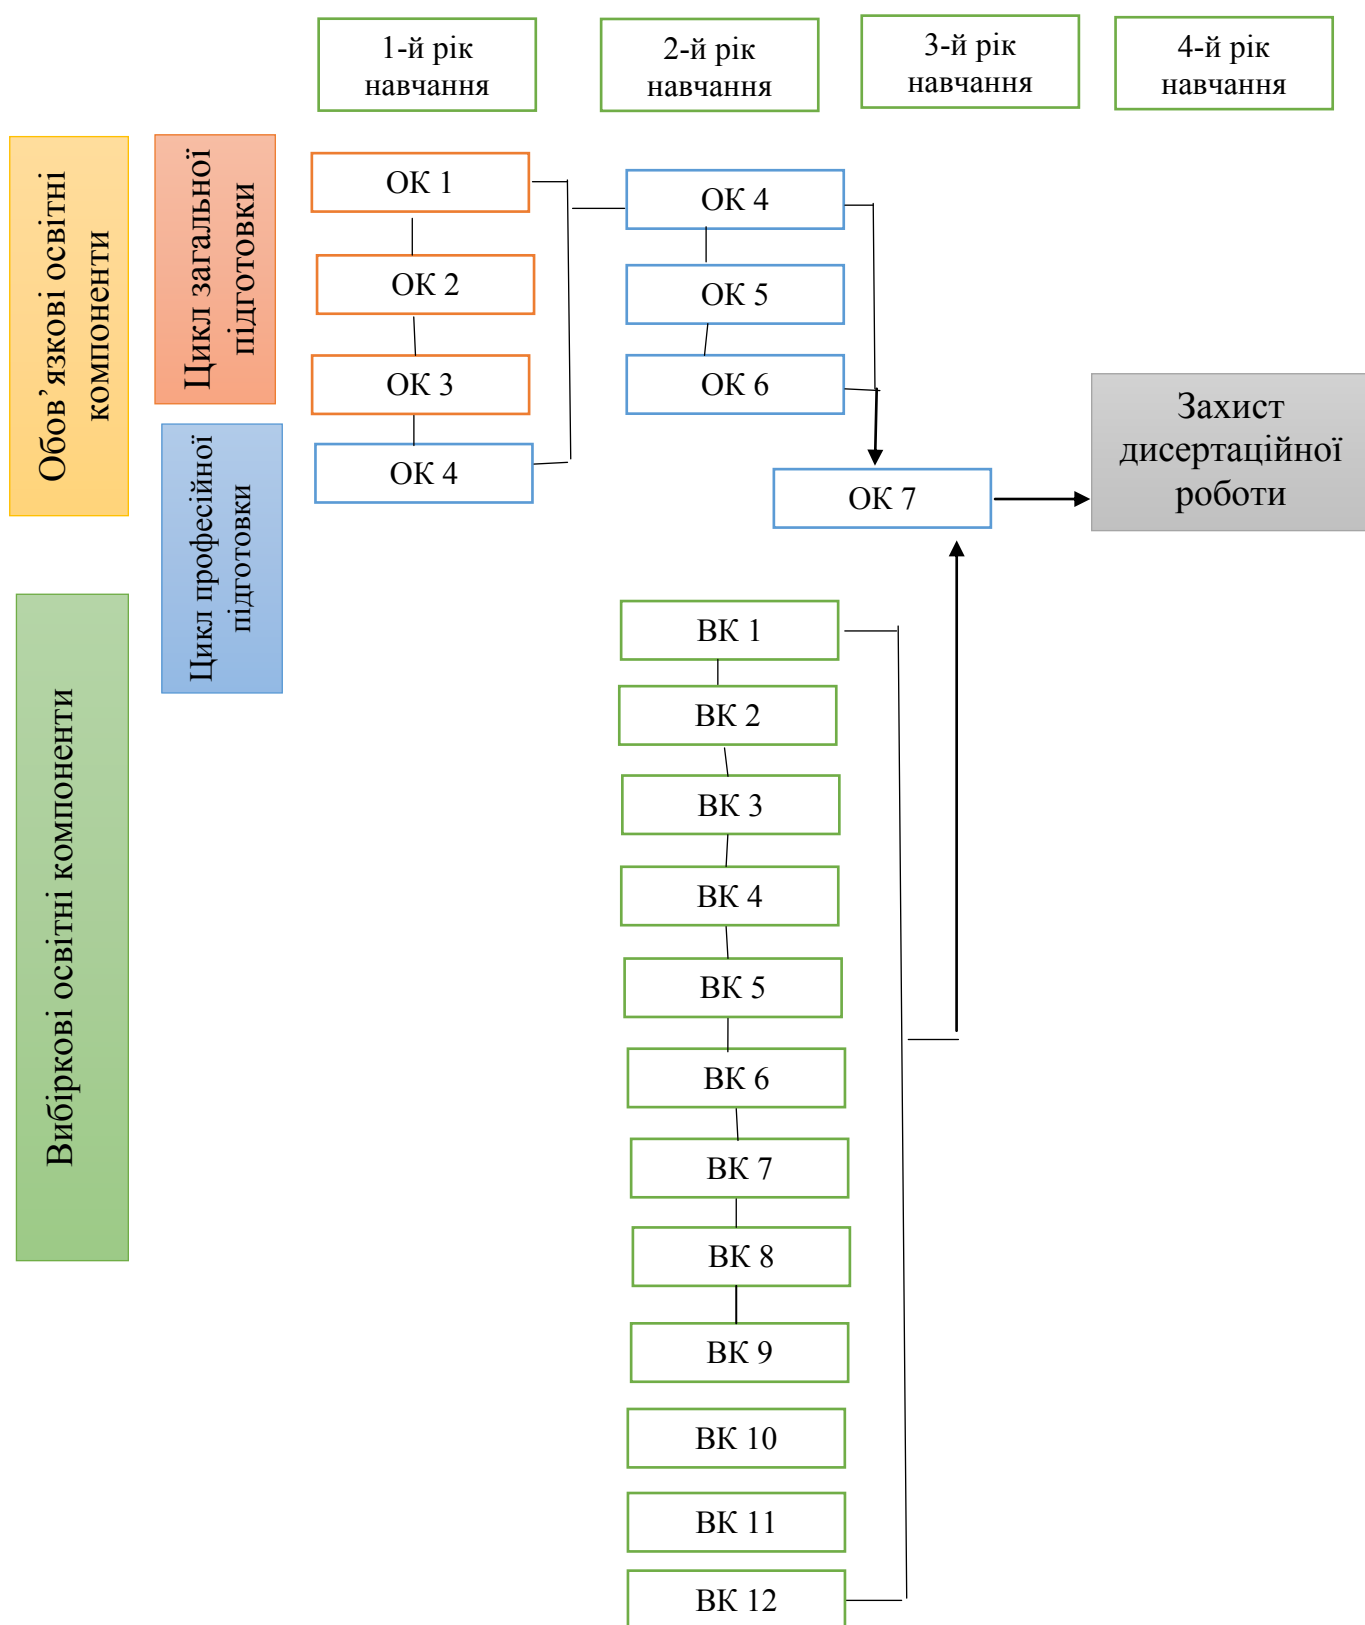 1-й рік
навчання
2-й рік
навчання
3-й рік
навчання
4-й рік
навчання
Обов’язкові освітні
компоненти
Цикл загальної
підготовки
ОК 1
ОК 2
ОК 3
ОК 4
ОК 4
ОК 5
ОК 6
Цикл професійної
підготовки
ОК 7
Захист
дисертаційної
роботи
Вибіркові освітні компоненти
ВК 1
ВК 2
ВК 3
ВК 4
ВК 5
ВК 6
ВК 7
ВК 8
ВК 9
ВК 10
ВК 11
ВК 12